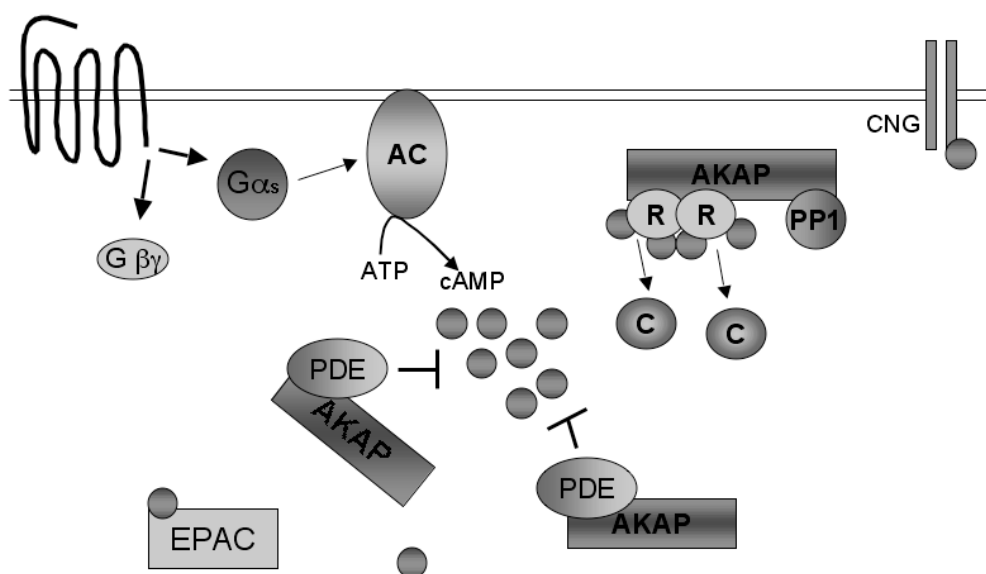 CNG
AC
AKAP
Gαs
R R
PP1
G βγ
ATP
cAMP
C
C
PDE
AKAP
PDE
AKAP
EPAC